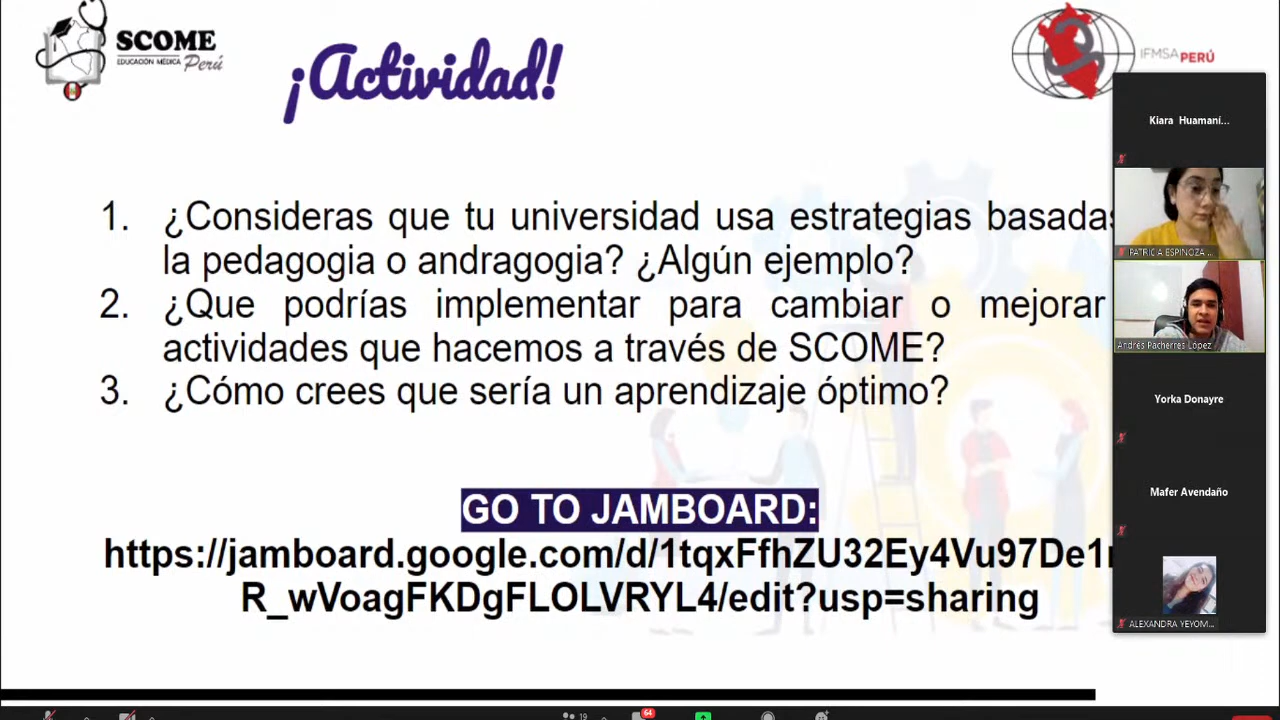 SCOME
EDUCACIÓN MÉDICA
Perú
¡Actividad!
IFMSA PERÚ
1. ¿Consideras que tu universidad usa estrategias basadas
la pedagogia o andragogia? ¿Algún ejemplo?
2. ¿Que podrías implementar para cambiar o mejorar
actividades que hacemos a través de SCOME?
3. ¿Cómo crees que sería un aprendizaje óptimo?
GO TO JAMBOARD:
https://jamboard.google.com/d/1tqxFfhZU32Ey4Vu97De1
R_wVoagFKDgFLOLVRYL4/edit?usp=sharing
Kiara Huamaní...
PATRICIA ESPINOZA ...
Andrés Pacherres López
Yorka Donayre
Mafer Avendaño
ALEXANDRA YEYOM...
19
64